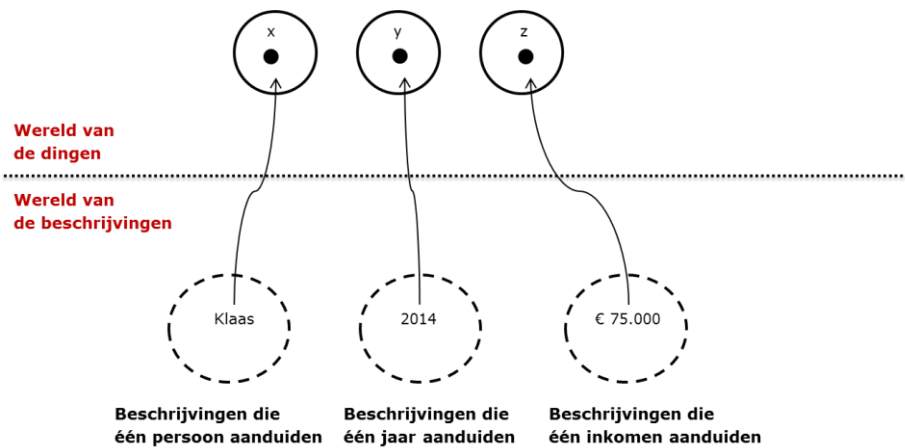 x
y
z
Wereld van
de dingen
Wereld van
de beschrijvingen
Klaas
2014
€ 75.000
Beschrijvingen die
één persoon aanduiden
Beschrijvingen die
één jaar aanduiden
Beschrijvingen die
één inkomen aanduiden